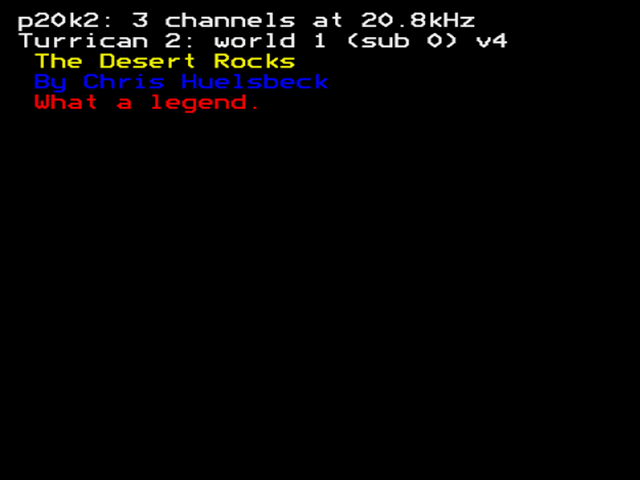 p20k2: 3 channels at 20.8kHz
Turrican 2: world 1 (sub 0) v4
The Desert Rocks
By Chris Huelsbeck
What a legend.